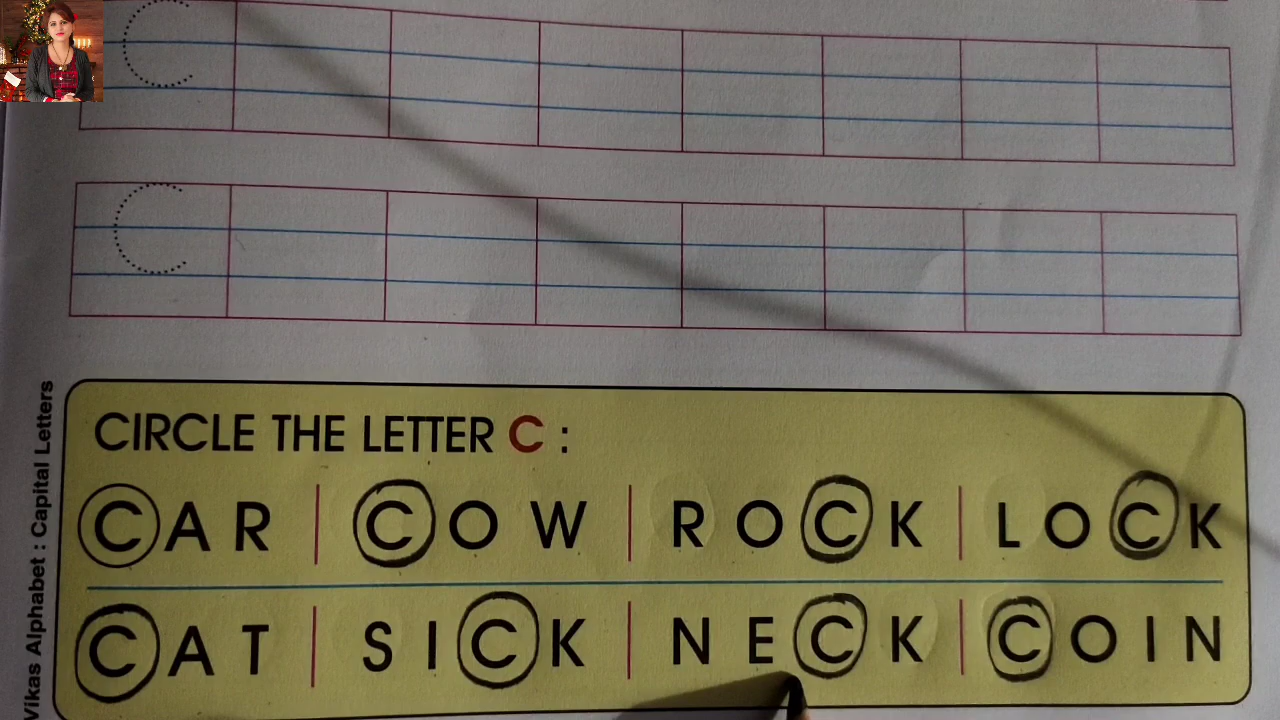 C
C
CIRCLE THE LETTER C :
CAR | COW | ROCK | LOCK
CAT | SICK | NECK | COIN
Vikas Alphabet : Capital Letters